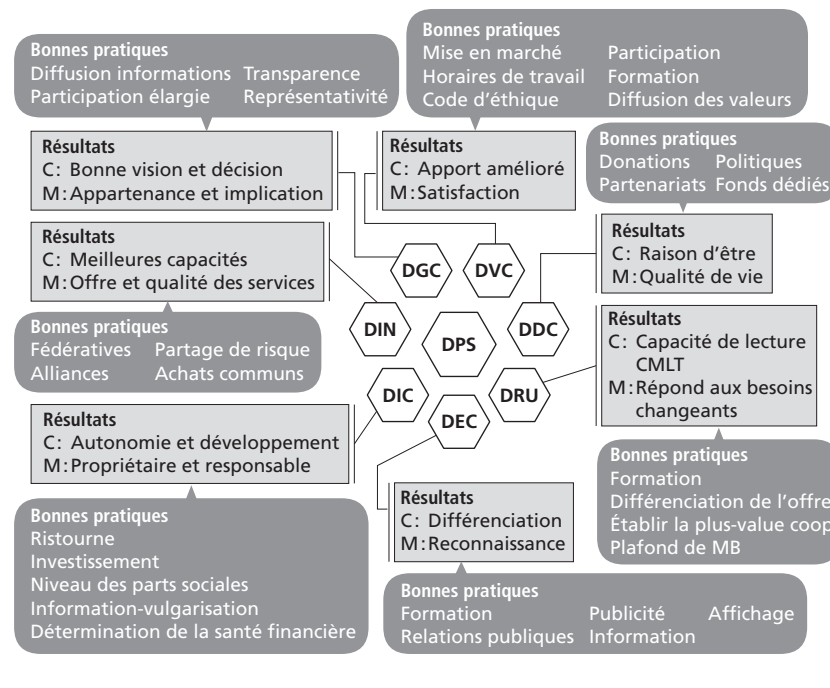 Bonnes pratiques
Diffusion informations Transparence
Participation élargie Représentativité
Bonnes pratiques
Mise en marché Participation
Horaires de travail Formation
Code d'éthique Diffusion des valeurs
Résultats
C: Bonne vision et décision
M: Appartenance et implication
Résultats
C: Apport amélioré
M: Satisfaction
Bonnes pratiques
Donations Politiques
Partenariats Fonds dédiés
Résultats
C: Meilleures capacités
M: Offre et qualité des services
Résultats
C: Raison d'être
M: Qualité de vie
DGC DVC
DIN DPS DDC
DIC DEC DRU
Bonnes pratiques
Fédératives Partage de risque
Alliances Achats communs
Résultats
C: Capacité de lecture
CMLT
M: Répond aux besoins
changeants
Résultats
C: Autonomie et développement
M: Propriétaire et responsable
Bonnes pratiques
Formation
Différenciation de l'offre
Établir la plus-value coop
Plafond de MB
Bonnes pratiques
Ristourne
Investissement
Niveau des parts sociales
Information-vulgarisation
Détermination de la santé financière
Résultats
C: Différenciation
M: Reconnaissance
Bonnes pratiques
Formation Publicité Affichage
Relations publiques Information